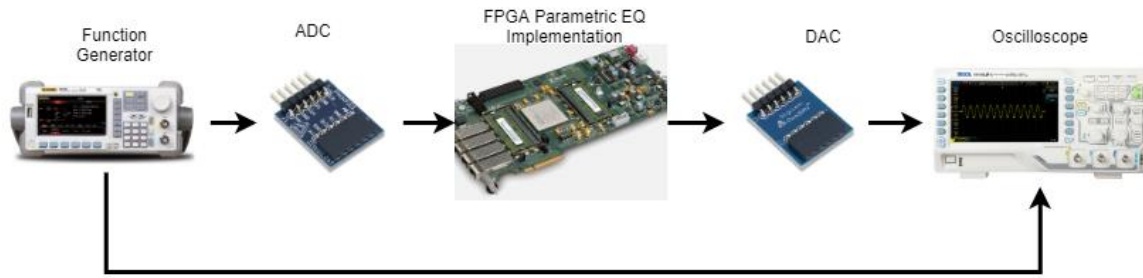 Function
Generator
ADC
FPGA Parametric EQ
Implementation
DAC
Oscilloscope